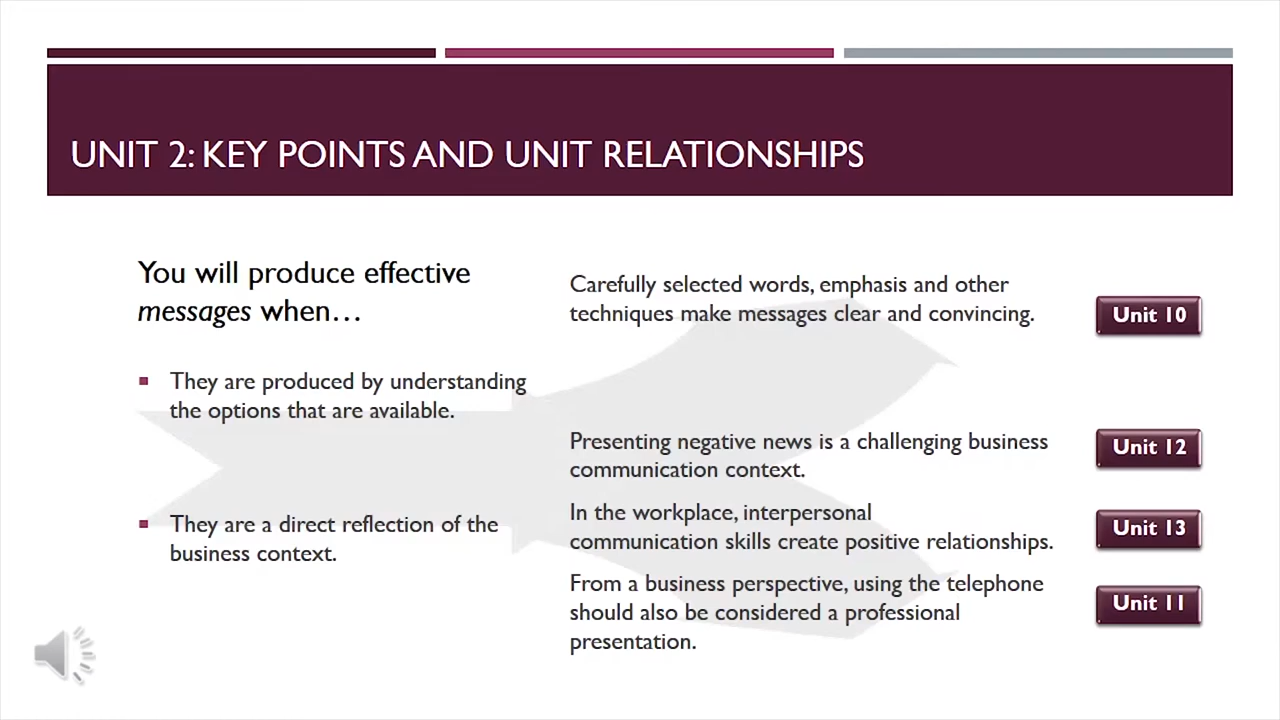 UNIT 2: KEY POINTS AND UNIT RELATIONSHIPS
You will produce effective
messages when…
They are produced by understanding
the options that are available.
They are a direct reflection of the
business context.
Carefully selected words, emphasis and other
techniques make messages clear and convincing.
Unit 10
Presenting negative news is a challenging business
communication context.
Unit 12
In the workplace, interpersonal
communication skills create positive relationships.
Unit 13
From a business perspective, using the telephone
should also be considered a professional
presentation.
Unit 11